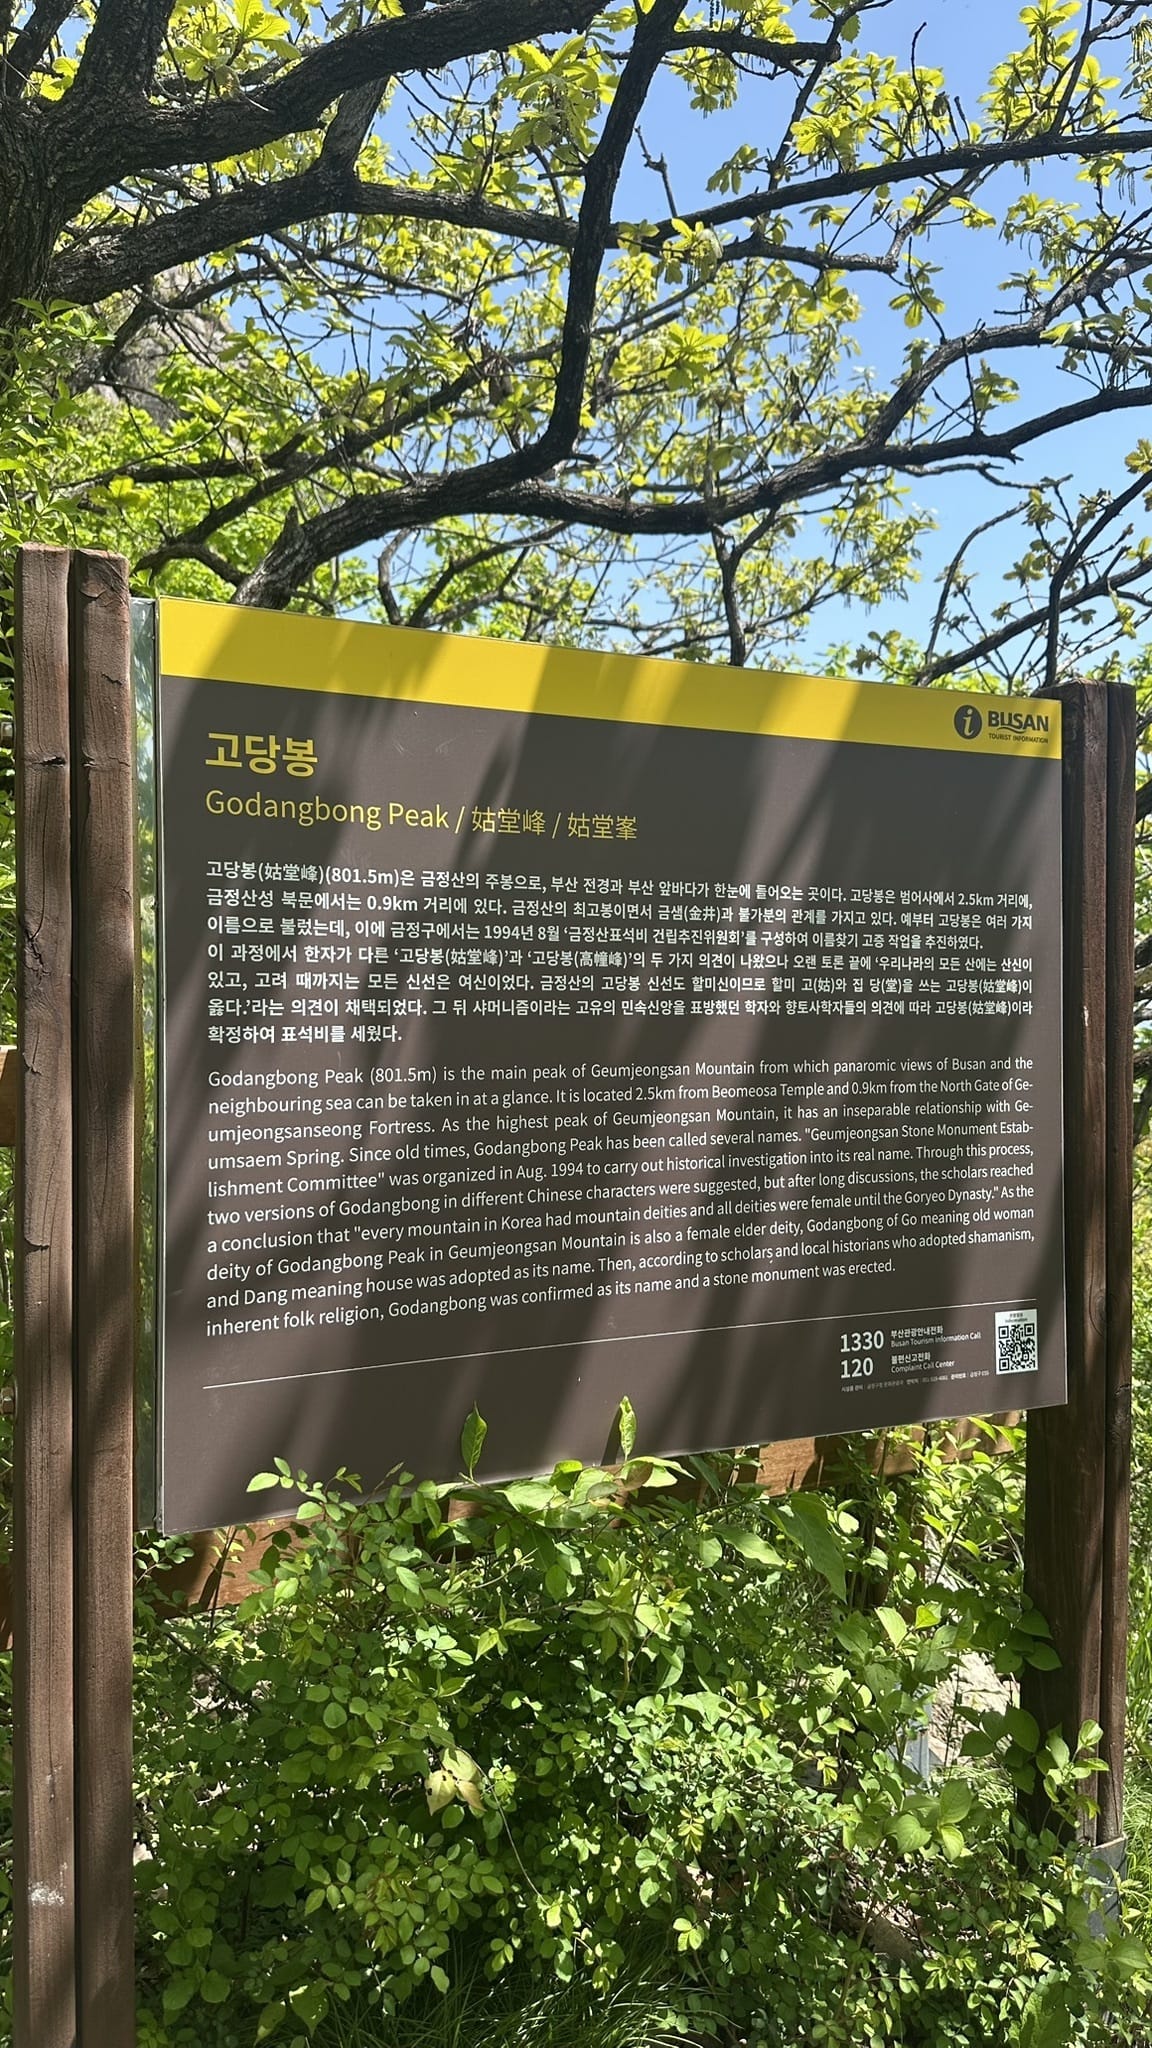 BUSAN
TOURIST INFORMATION
고당봉
Godangbong Peak / 姑堂峰 / 姑堂峯
고당봉(姑堂峰)(801.5m)은 금정산의 주봉으로, 부산 전경과 부산 앞바다가 한눈에 들어오는 곳이다. 고당봉은 범어사에서 2.5km 거리에,
금정산성 북문에서는 0.9km 거리에 있다. 금정산의 최고봉이면서 금샘(金井)과 불가분의 관계를 가지고 있다. 예부터 고당봉은 여러 가지
이름으로 불렸는데, 이에 금정구에서는 1994년 8월 ‘금정산표석비 건립추진위원회’를 구성하여 이름찾기 고증 작업을 추진하였다.
이 과정에서 한자가 다른 ‘고당봉(姑堂峰)’과 ‘고당봉(高幢峰)’의 두 가지 의견이 나왔으나 오랜 토론 끝에 ‘우리나라의 모든 산에는 산신이
있고, 고려 때까지는 모든 신선은 여신이었다. 금정산의 고당봉 신선도 할미신이므로 할미 고(姑)와 집 당(堂)을 쓰는 고당봉(姑堂峰)이
옳다.’라는 의견이 채택되었다. 그 뒤 샤머니즘이라는 고유의 민속신앙을 표방했던 학자와 향토사학자들의 의견에 따라 고당봉(姑堂峰)이라
확정하여 표석비를 세웠다.
Godangbong Peak (801.5m) is the main peak of Geumjeongsan Mountain from which panaromic views of Busan and the
neighbouring sea can be taken in at a glance. It is located 2.5km from Beomeosa Temple and 0.9km from the North Gate of Ge-
umjeongsanseong Fortress. As the highest peak of Geumjeongsan Mountain, it has an inseparable relationship with Ge-
umsaem Spring. Since old times, Godangbong Peak has been called several names. "Geumjeongsan Stone Monument Estab-
lishment Committee" was organized in Aug. 1994 to carry out historical investigation into its real name. Through this process,
two versions of Godangbong in different Chinese characters were suggested, but after long discussions, the scholars reached
a conclusion that "every mountain in Korea had mountain deities and all deities were female until the Goryeo Dynasty." As the
deity of Godangbong Peak in Geumjeongsan Mountain is also a female elder deity, Godangbong of Go meaning old woman
and Dang meaning house was adopted as its name. Then, according to scholars and local historians who adopted shamanism,
inherent folk religion, Godangbong was confirmed as its name and a stone monument was erected.
1330 부산관광안내전화
Busan Tourism Information Call
120 불편신고전화
Complaint Call Center